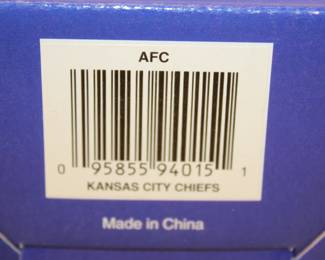 AFC
0 95855 94015 1
KANSAS CITY CHIEFS
Made in China